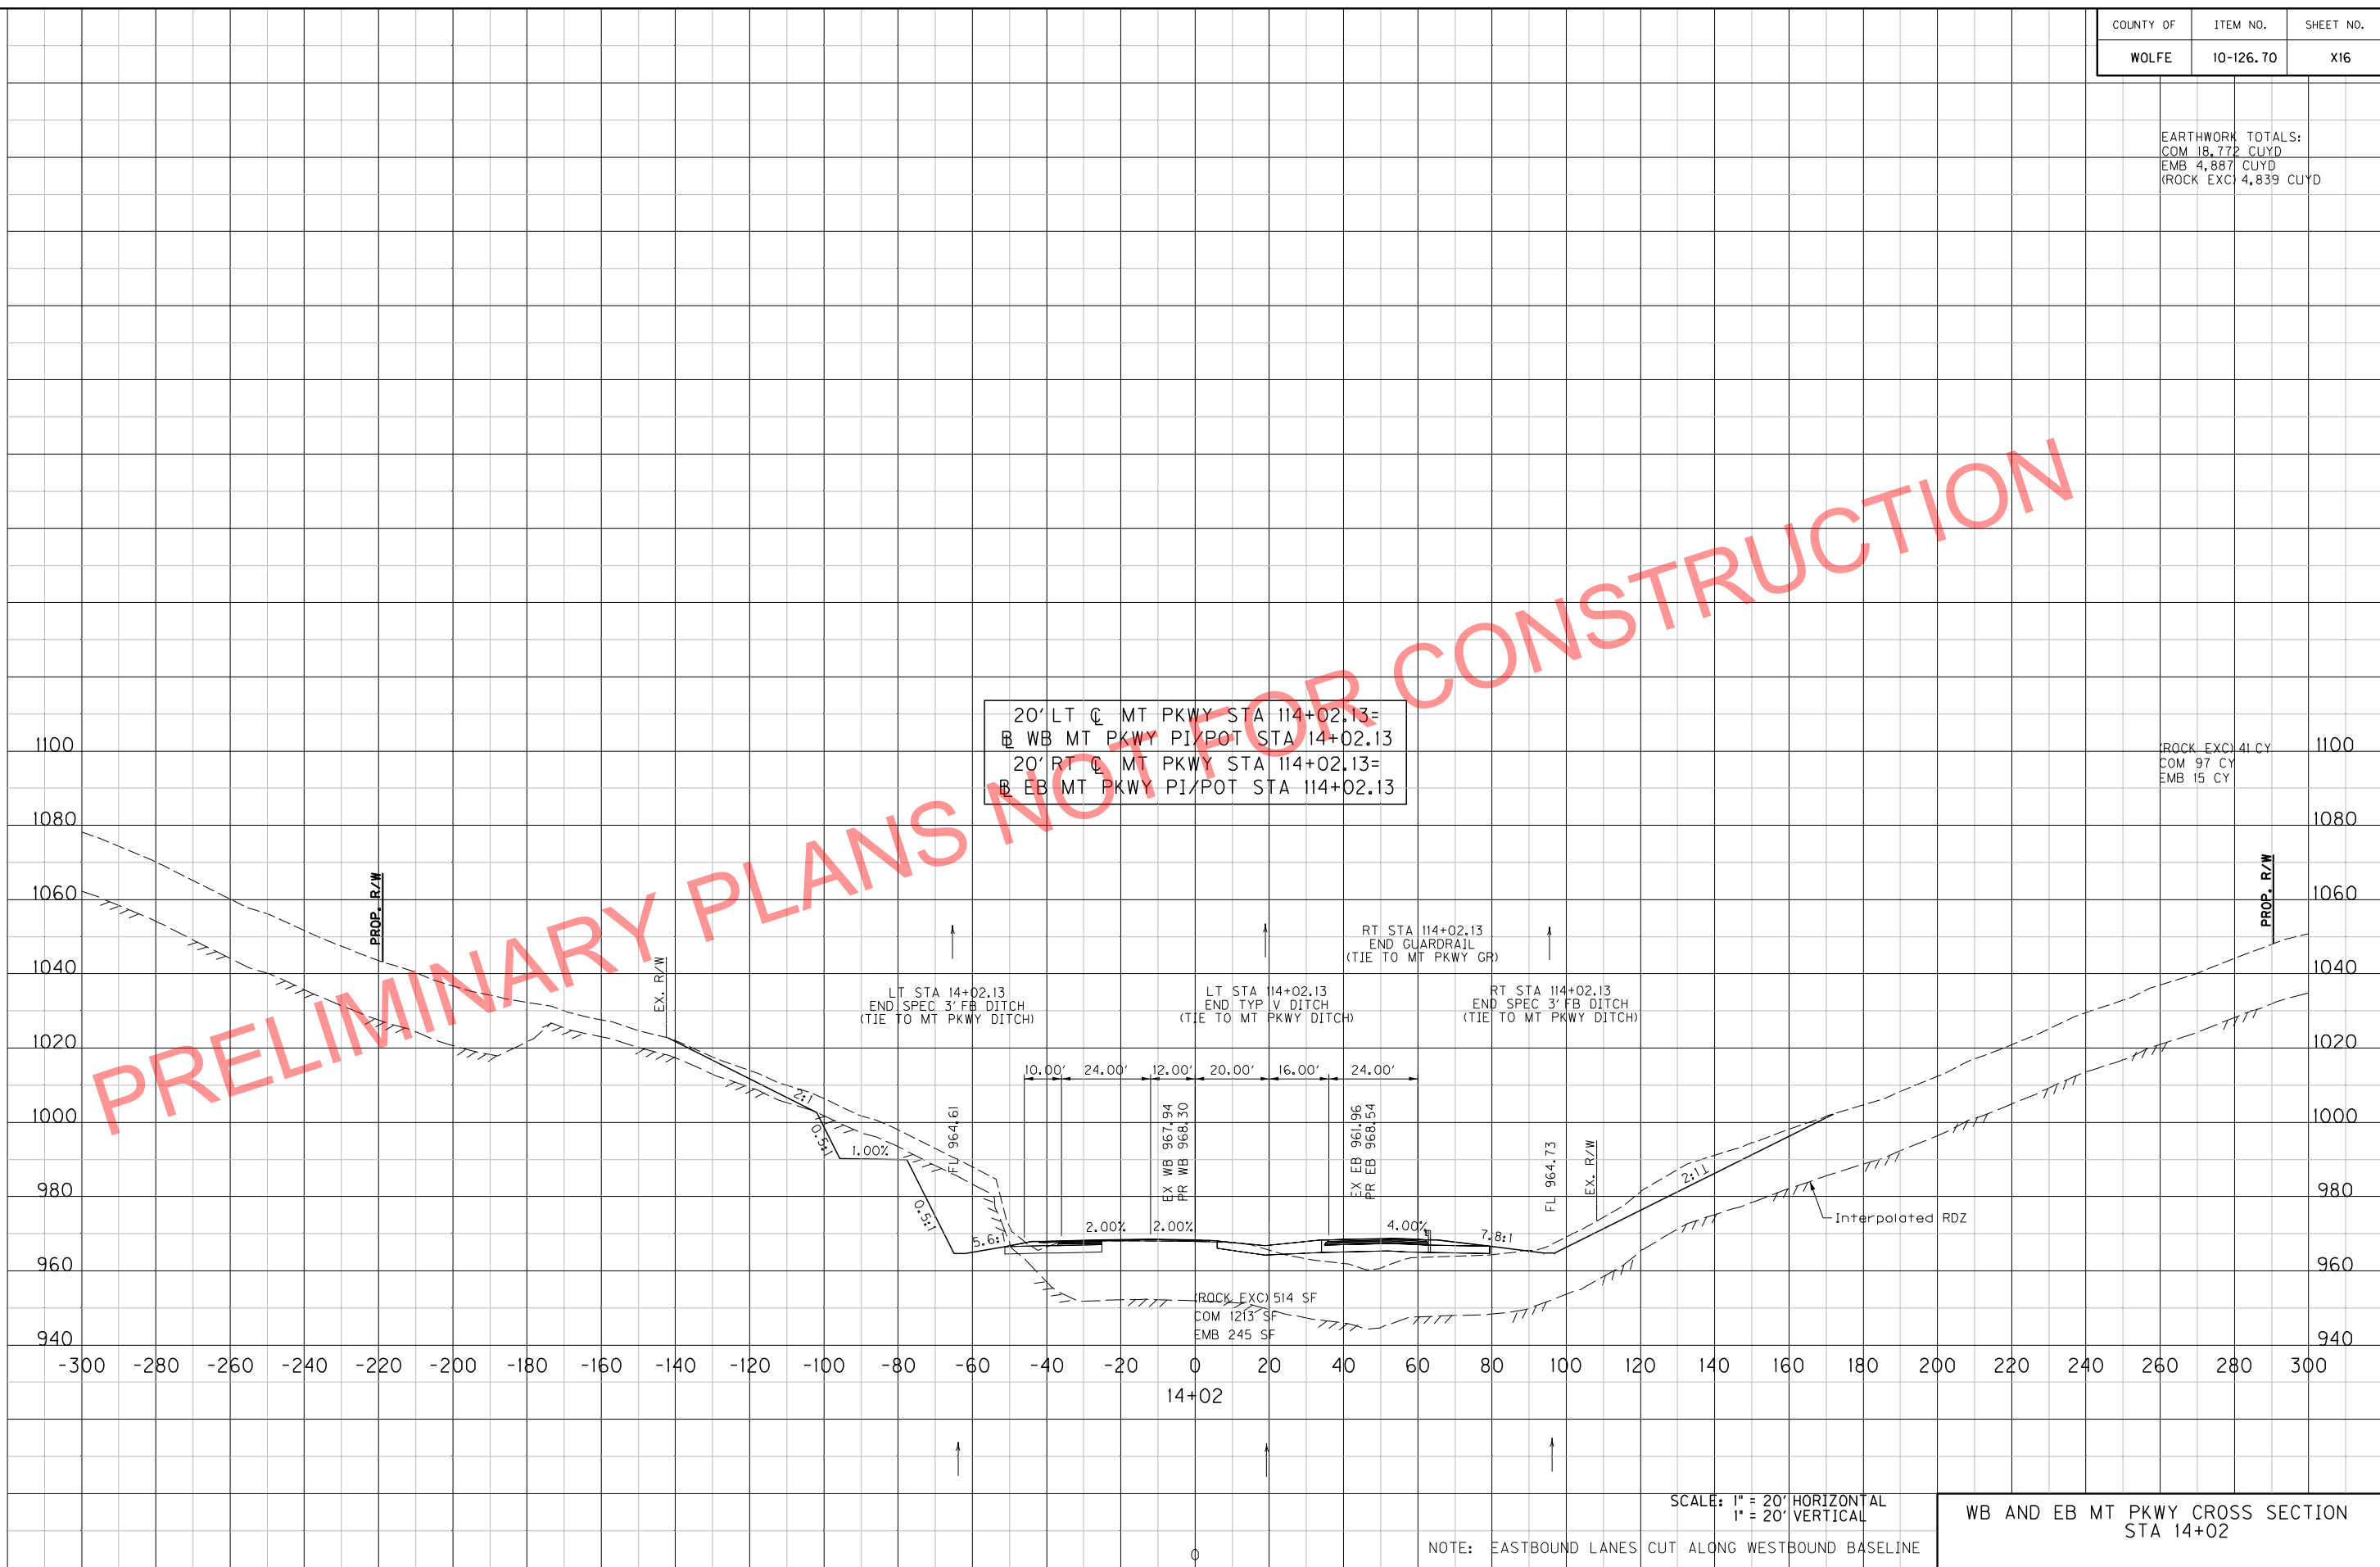 COUNTY OF ITEM NO. SHEET NO.
WOLFE 10-126.70 X16
EARTHWORK TOTALS:
COM 18,772 CUYD
EMB 4,887 CUYD
(ROCK EXC) 4,839 CUYD
PRELIMINARY PLANS NOT FOR CONSTRUCTION
20' LT ℄ MT PKWY STA 114+02.13=
BL WB MT PKWY PI/POT STA 14+02.13
20' RT ℄ MT PKWY STA 114+02.13=
BL EB MT PKWY PI/POT STA 114+02.13
1100 1100
(ROCK EXC) 41 CY
COM 97 CY
EMB 15 CY
1080 1080
1060 1060
PROP. R/W
PROP. R/W
1040 1040
EX. R/W
RT STA 114+02.13
END GUARDRAIL
(TIE TO MT PKWY GR)
LT STA 14+02.13
END SPEC 3' FB DITCH
(TIE TO MT PKWY DITCH)
LT STA 114+02.13
END TYP V DITCH
(TIE TO MT PKWY DITCH)
RT STA 114+02.13
END SPEC 3' FB DITCH
(TIE TO MT PKWY DITCH)
1020 1020
10.00' 24.00' 12.00' 20.00' 16.00' 24.00'
2:1
1000 1000
0.5:1
1.00%
FL 964.61
EX WB 967.94
PR WB 968.30
EX EB 961.96
PR EB 968.54
FL 964.73
EX. R/W
2:1
980 980
0.5:1
Interpolated RDZ
5.6:1 2.00% 2.00% 4.00% 7.8:1
960 960
(ROCK EXC) 514 SF
COM 1213 SF
EMB 245 SF
940 940
-300 -280 -260 -240 -220 -200 -180 -160 -140 -120 -100 -80 -60 -40 -20 0 20 40 60 80 100 120 140 160 180 200 220 240 260 280 300
14+02
SCALE: 1" = 20' HORIZONTAL
1" = 20' VERTICAL
NOTE: EASTBOUND LANES CUT ALONG WESTBOUND BASELINE
WB AND EB MT PKWY CROSS SECTION
STA 14+02
0